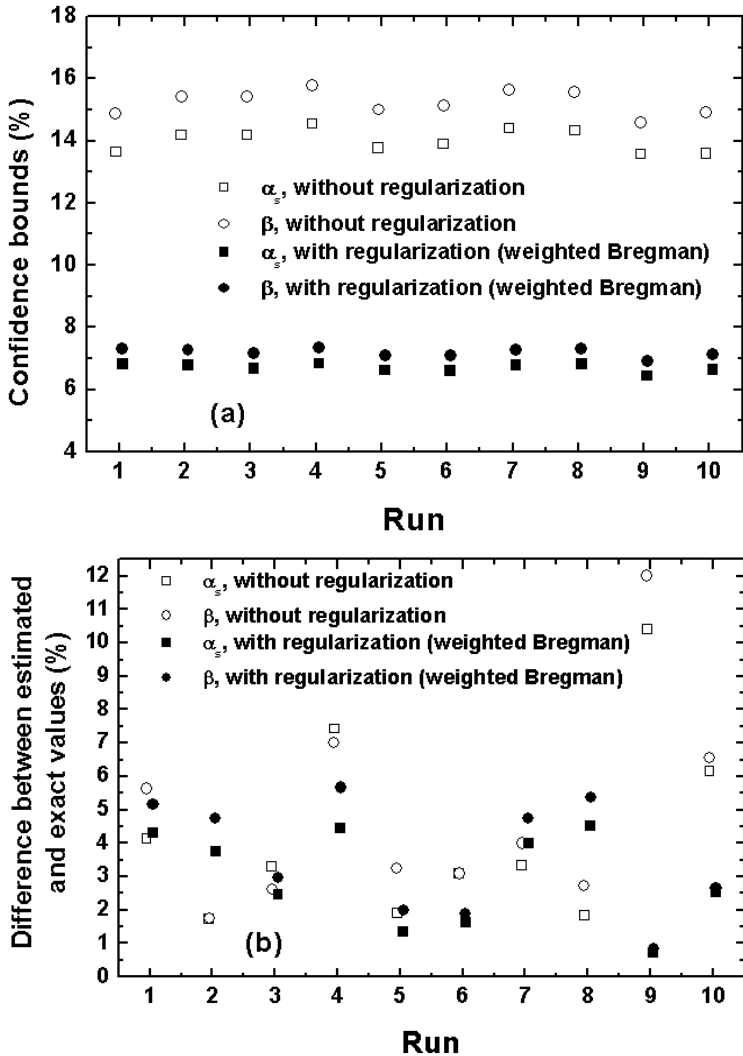 18
16
14
12
10
8
6
4
Confidence bounds (%)
□ αs, without regularization
○ β, without regularization
■ αs, with regularization (weighted Bregman)
● β, with regularization (weighted Bregman)
(a)
1 2 3 4 5 6 7 8 9 10
Run
12
11
10
9
8
7
6
5
4
3
2
1
0
Difference between estimated
and exact values (%)
□ αs, without regularization
○ β, without regularization
■ αs, with regularization (weighted Bregman)
● β, with regularization (weighted Bregman)
(b)
1 2 3 4 5 6 7 8 9 10
Run